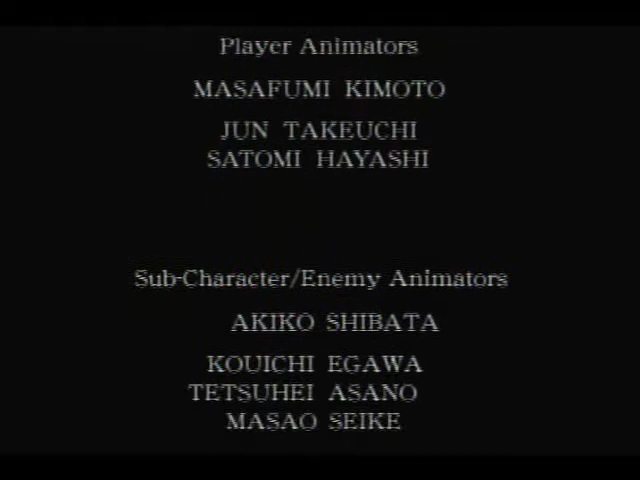 Player Animators
MASAFUMI KIMOTO
JUN TAKEUCHI
SATOMI HAYASHI
Sub-Character/Enemy Animators
AKIKO SHIBATA
KOUICHI EGAWA
TETSUHEI ASANO
MASAO SEIKE